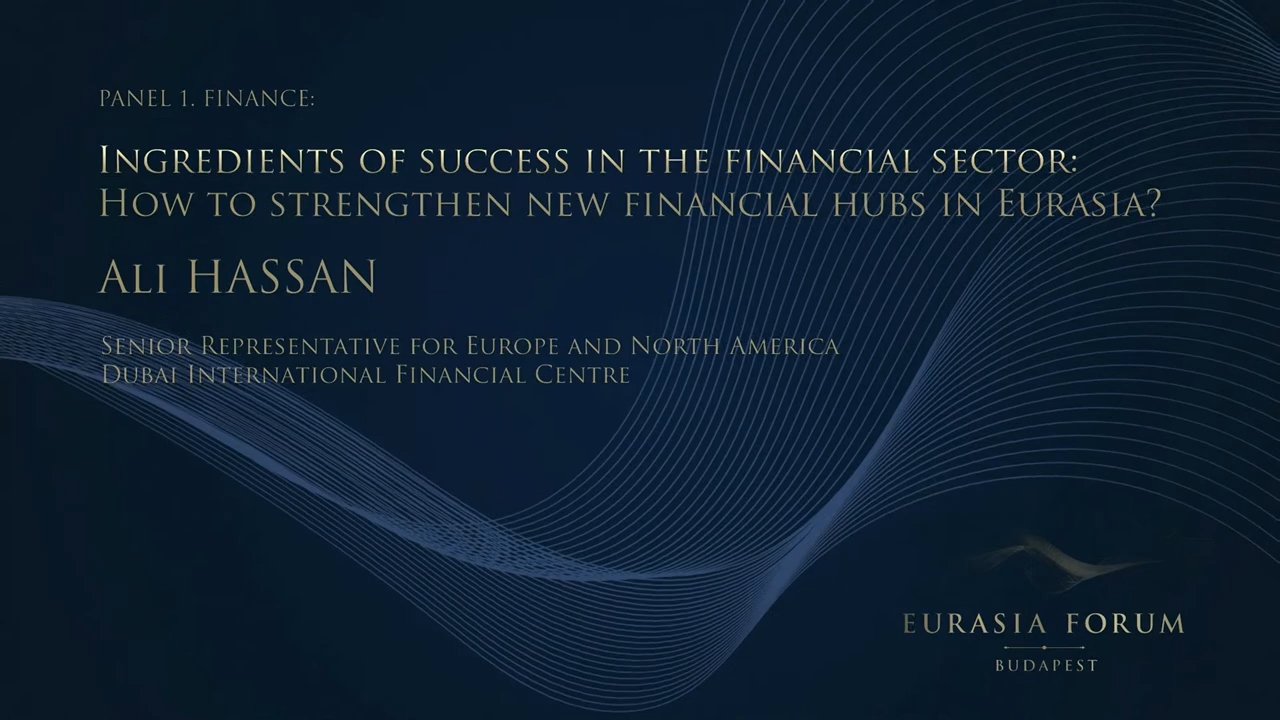 PANEL 1. FINANCE:
INGREDIENTS OF SUCCESS IN THE FINANCIAL SECTOR:
HOW TO STRENGTHEN NEW FINANCIAL HUBS IN EURASIA?
ALI HASSAN
SENIOR REPRESENTATIVE FOR EUROPE AND NORTH AMERICA
DUBAI INTERNATIONAL FINANCIAL CENTRE
EURASIA FORUM
BUDAPEST